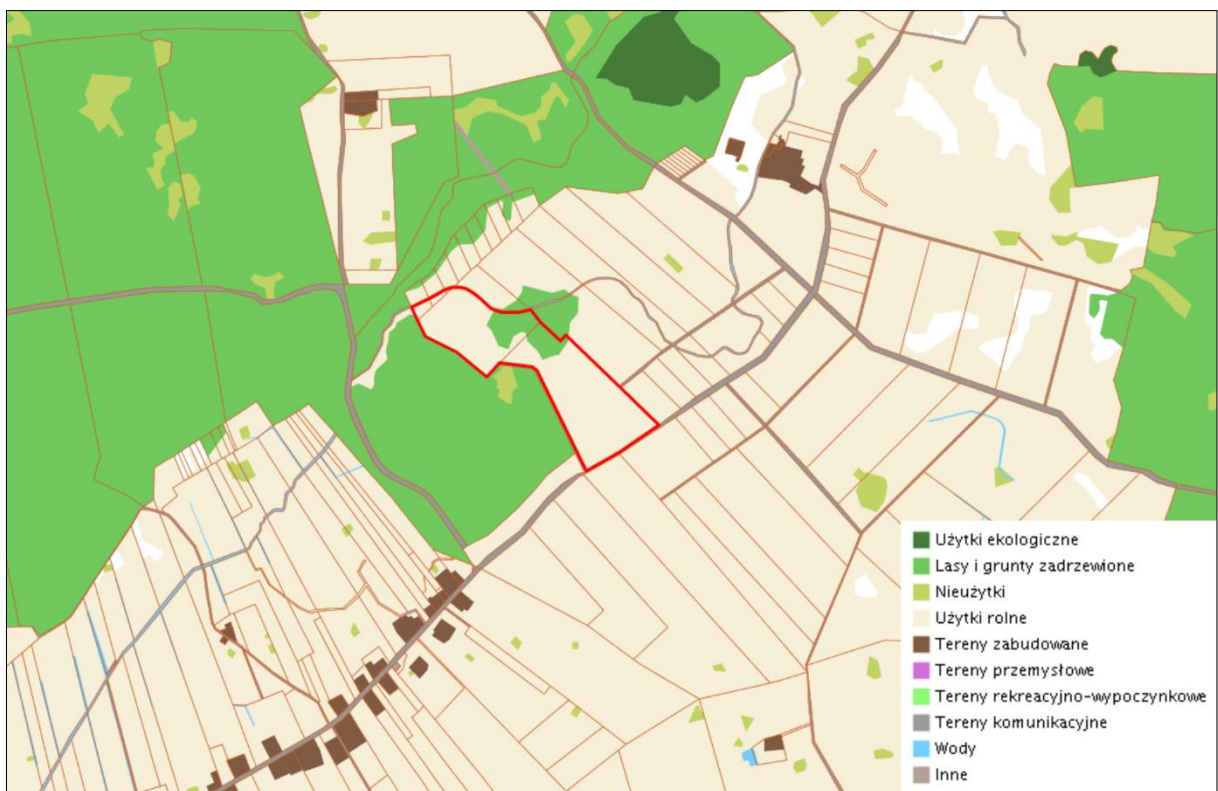 Użytki ekologiczne
Lasy i grunty zadrzewione
Nieużytki
Użytki rolne
Tereny zabudowane
Tereny przemysłowe
Tereny rekreacyjno-wypoczynkowe
Tereny komunikacyjne
Wody
Inne